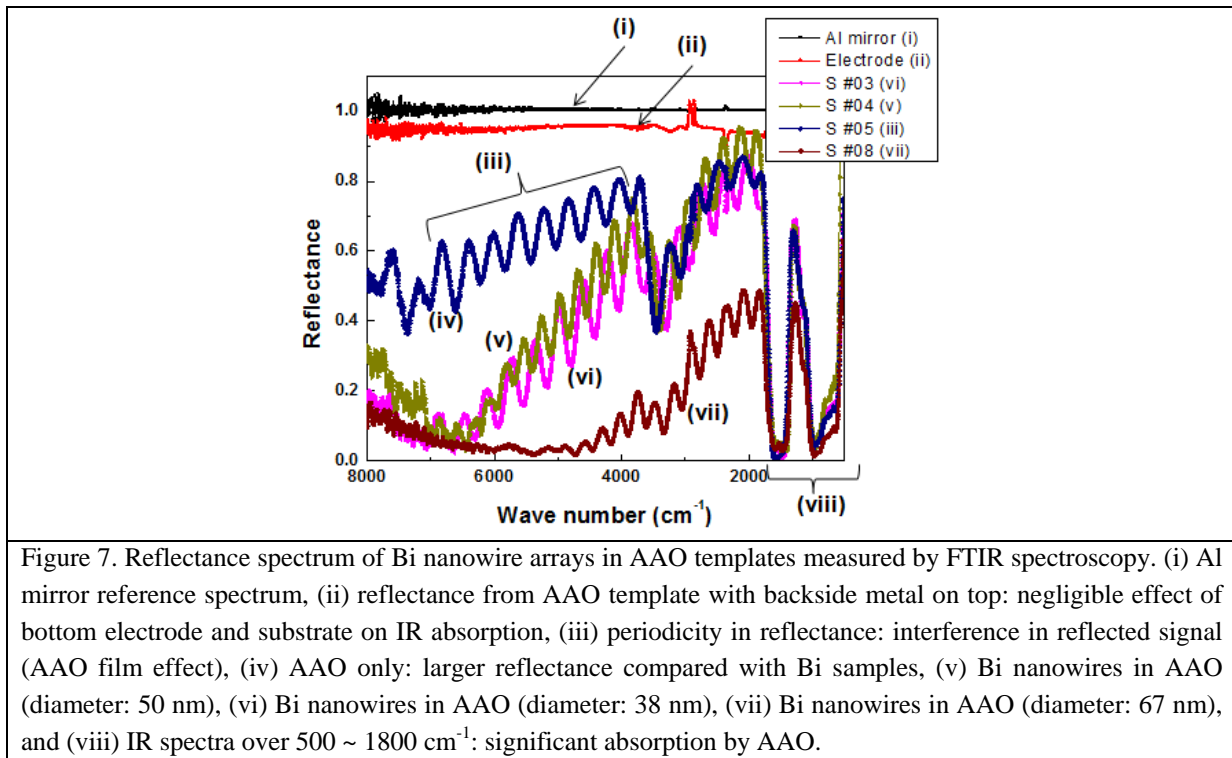 (i)
(ii)
Al mirror (i)
Electrode (ii)
S #03 (vi)
S #04 (v)
S #05 (iii)
S #08 (vii)
1.0
(iii)
0.8
0.6
Reflectance
(iv)
0.4
(v)
(vi)
0.2
(vii)
0.0
8000
6000
4000
2000
(viii)
Wave number (cm⁻¹)
Figure 7. Reflectance spectrum of Bi nanowire arrays in AAO templates measured by FTIR spectroscopy. (i) Al
mirror reference spectrum, (ii) reflectance from AAO template with backside metal on top: negligible effect of
bottom electrode and substrate on IR absorption, (iii) periodicity in reflectance: interference in reflected signal
(AAO film effect), (iv) AAO only: larger reflectance compared with Bi samples, (v) Bi nanowires in AAO
(diameter: 50 nm), (vi) Bi nanowires in AAO (diameter: 38 nm), (vii) Bi nanowires in AAO (diameter: 67 nm),
and (viii) IR spectra over 500 ~ 1800 cm⁻¹: significant absorption by AAO.